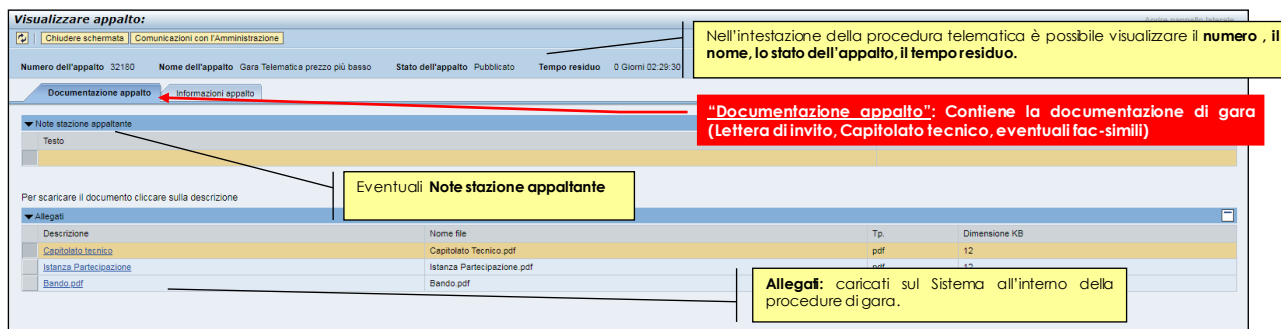 Visualizzare appalto:
Aprire pannello laterale
Chiudere schermata Comunicazioni con l'Amministrazione
Nell'intestazione della procedura telematica è possibile visualizzare il numero , il
nome, lo stato dell'appalto, il tempo residuo.
Numero dell'appalto 32180 Nome dell'appalto Gara Telematica prezzo più basso Stato dell'appalto Pubblicato Tempo residuo 0 Giorni 02:29:30
Documentazione appalto Informazioni appalto
"Documentazione appalto": Contiene la documentazione di gara
(Lettera di invito, Capitolato tecnico, eventuali fac-simili)
Note stazione appaltante
Testo
Eventuali Note stazione appaltante
Per scaricare il documento cliccare sulla descrizione
Allegati
Descrizione Nome file Tp. Dimensione KB
Capitolato tecnico Capitolato Tecnico.pdf pdf 12
Istanza Partecipazione Istanza Partecipazione.pdf pdf 12
Bando.pdf Bando.pdf
Allegati: caricati sul Sistema all'interno della
procedure di gara.